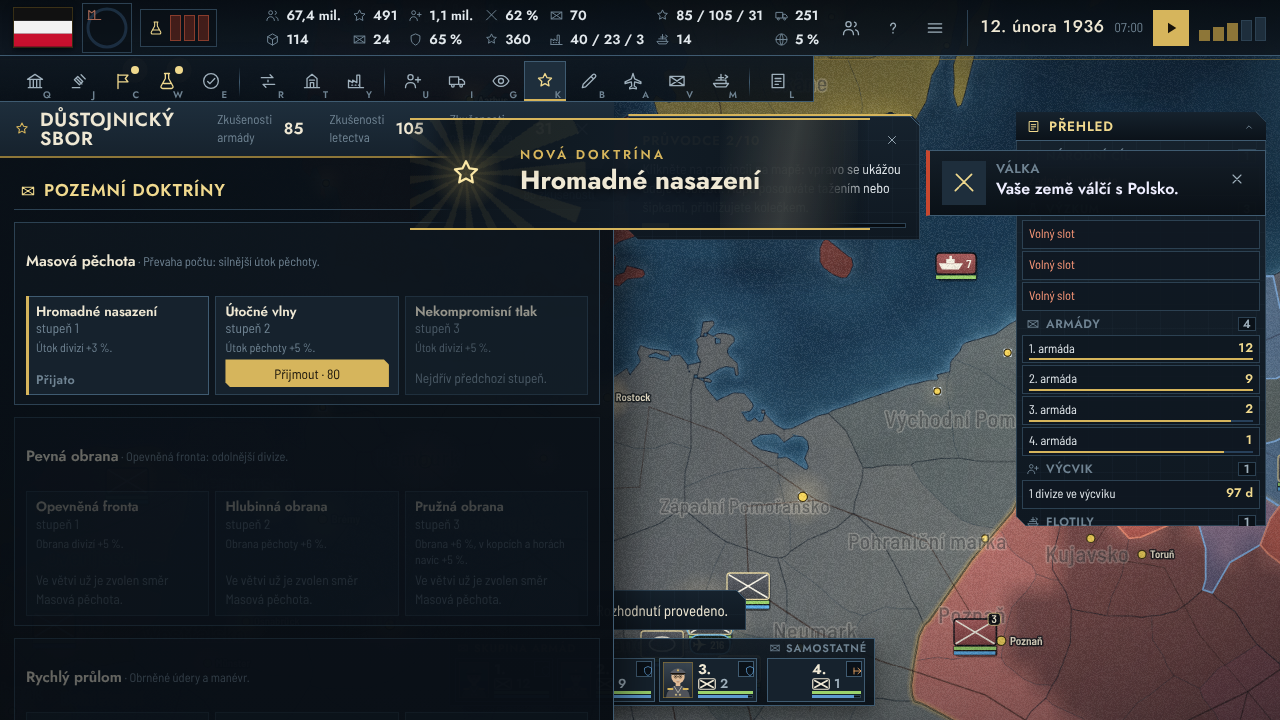 67,4 mil. 491 1,1 mil. 62 % 70 85 / 105 / 31 251
114 24 65 % 360 40 / 23 / 3 14 5 %
? 12. února 1936 07:00
Q J C W E R T Y U I G K B A V M L
DŮSTOJNICKÝ SBOR
Zkušenosti armády 85
Zkušenosti letectva 105
31
NOVÁ DOKTRÍNA
Hromadné nasazení
se ukážou
nebo
PŘEHLED
VÁLKA
Vaše země válčí s Polskem.
Volný slot
Volný slot
Volný slot
ARMÁDY 4
1. armáda 12
2. armáda 9
3. armáda 2
4. armáda 1
VÝCVIK 1
1 divize ve výcviku 97 d
FLOTILY 1
POZEMNÍ DOKTRÍNY
Masová pěchota · Převaha počtu: silnější útok pěchoty.
Hromadné nasazení
stupeň 1
Útok divizí +3 %.
Přijato
Útočné vlny
stupeň 2
Útok pěchoty +5 %.
Přijmout · 80
Nekompromisní tlak
stupeň 3
Útok divizí +5 %.
Nejdřív předchozí stupeň.
Pevná obrana · Opevněná fronta: odolnější divize.
Opevněná fronta
stupeň 1
Obrana divizí +5 %.
Ve větvi už je zvolen směr Masová pěchota.
Hlubinná obrana
stupeň 2
Obrana pěchoty +6 %.
Ve větvi už je zvolen směr Masová pěchota.
Pružná obrana
stupeň 3
Obrana +6 %, v kopcích a horách navíc +5 %.
Ve větvi už je zvolen směr Masová pěchota.
Rychlý průlom · Obrněné údery a manévr.
7
Rostock
Východní Pom
Západní Pomořansko
Pohraniční marka
Kujavsko
Toruň
Poznaň
3
Poznaň
Neumark
zhodnutí provedeno.
SAMOSTATNÉ
9
3.
2
4.
1